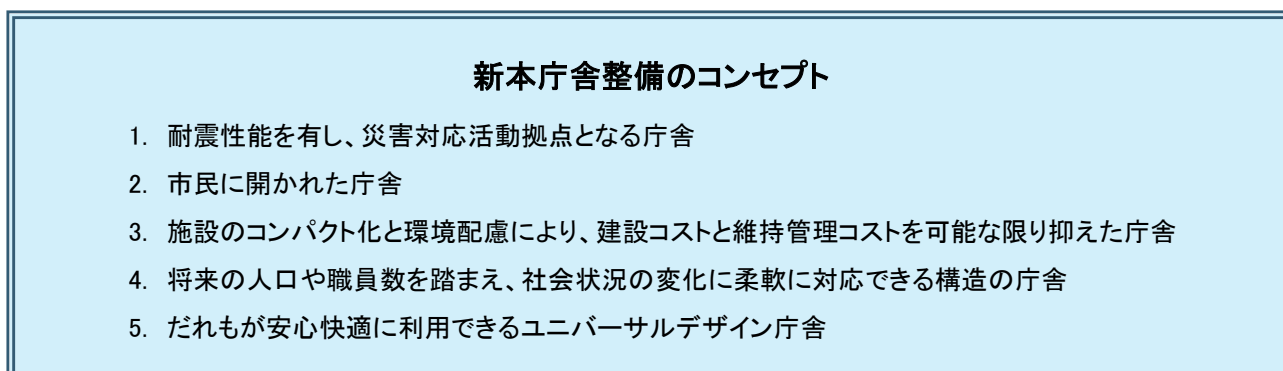 新本庁舎整備のコンセプト
1. 耐震性能を有し、災害対応活動拠点となる庁舎
2. 市民に開かれた庁舎
3. 施設のコンパクト化と環境配慮により、建設コストと維持管理コストを可能な限り抑えた庁舎
4. 将来の人口や職員数を踏まえ、社会状況の変化に柔軟に対応できる構造の庁舎
5. だれもが安心快適に利用できるユニバーサルデザイン庁舎